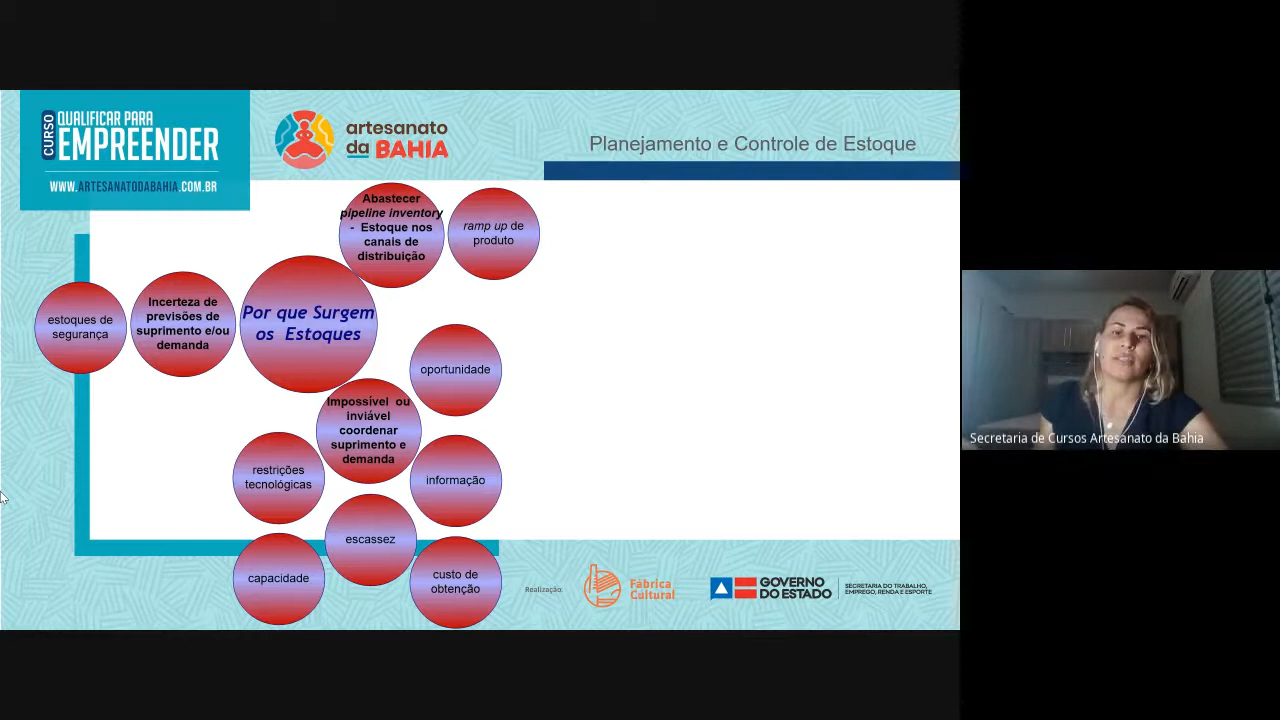 CURSO
QUALIFICAR PARA
EMPREENDER
WWW.ARTESANATODABAHIA.COM.BR
artesanato
da BAHIA
Planejamento e Controle de Estoque
Abastecer
pipeline inventory
- Estoque nos
canais de
distribuição
ramp up de
produto
estoques de
segurança
Incerteza de
previsões de
suprimento e/ou
demanda
Por que Surgem
os Estoques
oportunidade
Impossível ou
inviável
coordenar
suprimento e
demanda
restrições
tecnológicas
informação
escassez
capacidade
custo de
obtenção
Realização:
Fábrica
Cultural
GOVERNO
DO ESTADO
SECRETARIA DO TRABALHO,
EMPREGO, RENDA E ESPORTE
Secretaria de Cursos Artesanato da Bahia